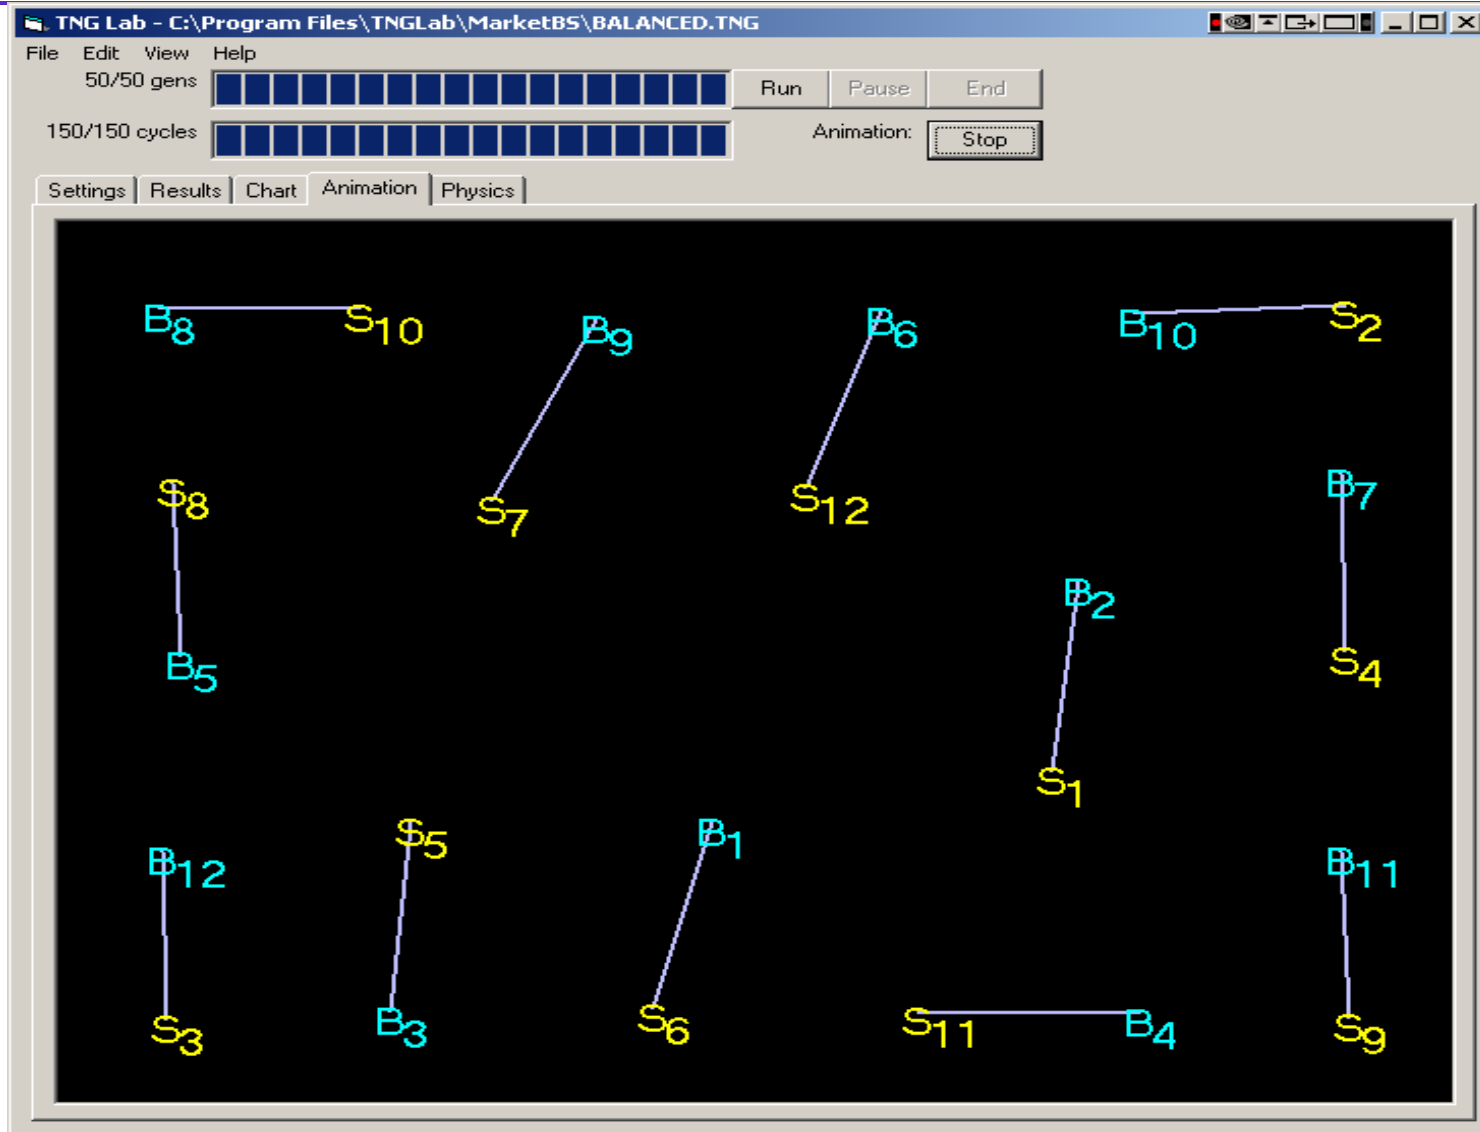 TNG Lab - C:\Program Files\TNGLab\MarketBS\BALANCED.TNG
File Edit View Help
50/50 gens Run Pause End
150/150 cycles Animation: Stop
Settings Results Chart Animation Physics
B8 S10 B9 B6 B10 S2
S8 S7 S12 B7
B5 B2 S4
S1
B12 S5 B1 B11
S3 B3 S6 S11 B4 S9